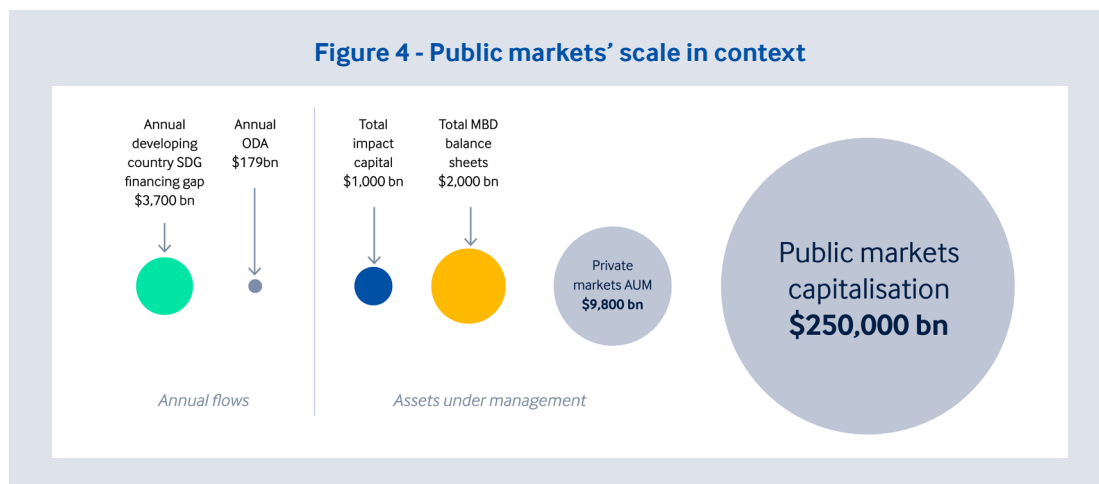 Figure 4 - Public markets’ scale in context
Annual
developing
country SDG
financing gap
$3,700 bn
Annual
ODA
$179bn
Total
impact
capital
$1,000 bn
Total MBD
balance
sheets
$2,000 bn
Private
markets AUM
$9,800 bn
Public markets
capitalisation
$250,000 bn
Annual flows
Assets under management